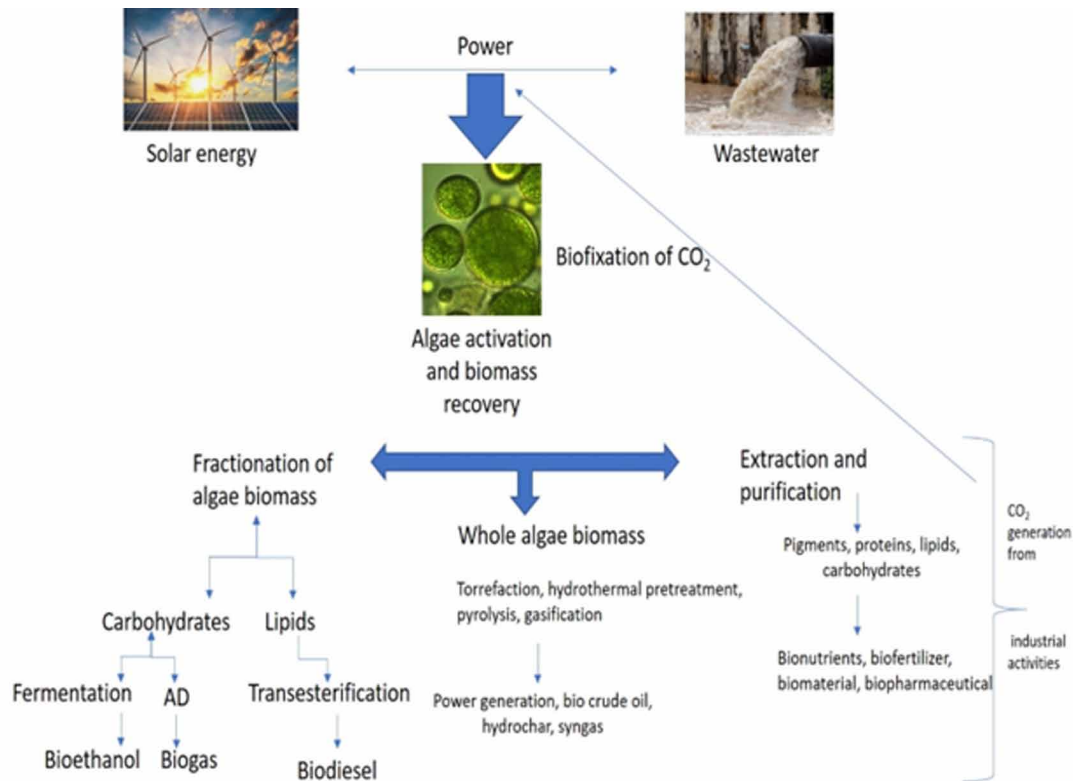 Power
Solar energy
Wastewater
Biofixation of CO₂
Algae activation
and biomass
recovery
Fractionation of
algae biomass
Whole algae biomass
Extraction and
purification
CO₂
generation
from
industrial
activities
Pigments, proteins, lipids,
carbohydrates
Torrefaction, hydrothermal pretreatment,
pyrolysis, gasification
Carbohydrates
Lipids
Bionutrients, biofertilizer,
biomaterial, biopharmaceutical
Fermentation
AD
Transesterification
Power generation, bio crude oil,
hydrochar, syngas
Bioethanol
Biogas
Biodiesel